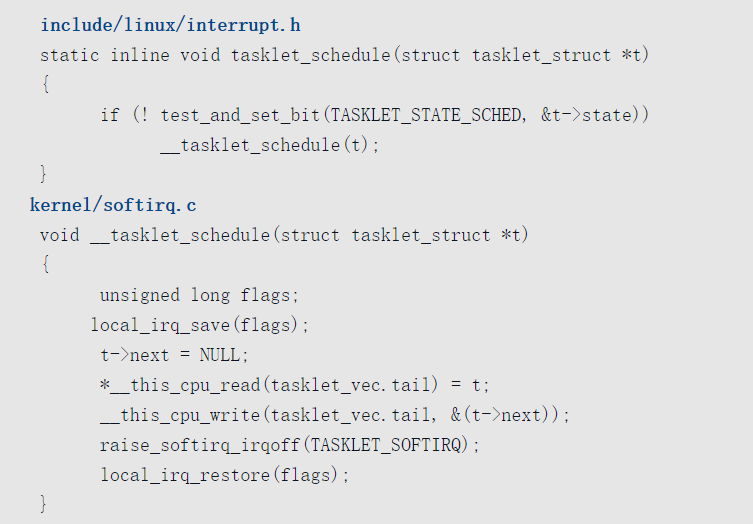 include/linux/interrupt.h
static inline void tasklet_schedule(struct tasklet_struct *t)
{
if (! test_and_set_bit(TASKLET_STATE_SCHED, &t->state))
__tasklet_schedule(t);
}
kernel/softirq.c
void __tasklet_schedule(struct tasklet_struct *t)
{
unsigned long flags;
local_irq_save(flags);
t->next = NULL;
*__this_cpu_read(tasklet_vec.tail) = t;
__this_cpu_write(tasklet_vec.tail, &(t->next));
raise_softirq_irqoff(TASKLET_SOFTIRQ);
local_irq_restore(flags);
}